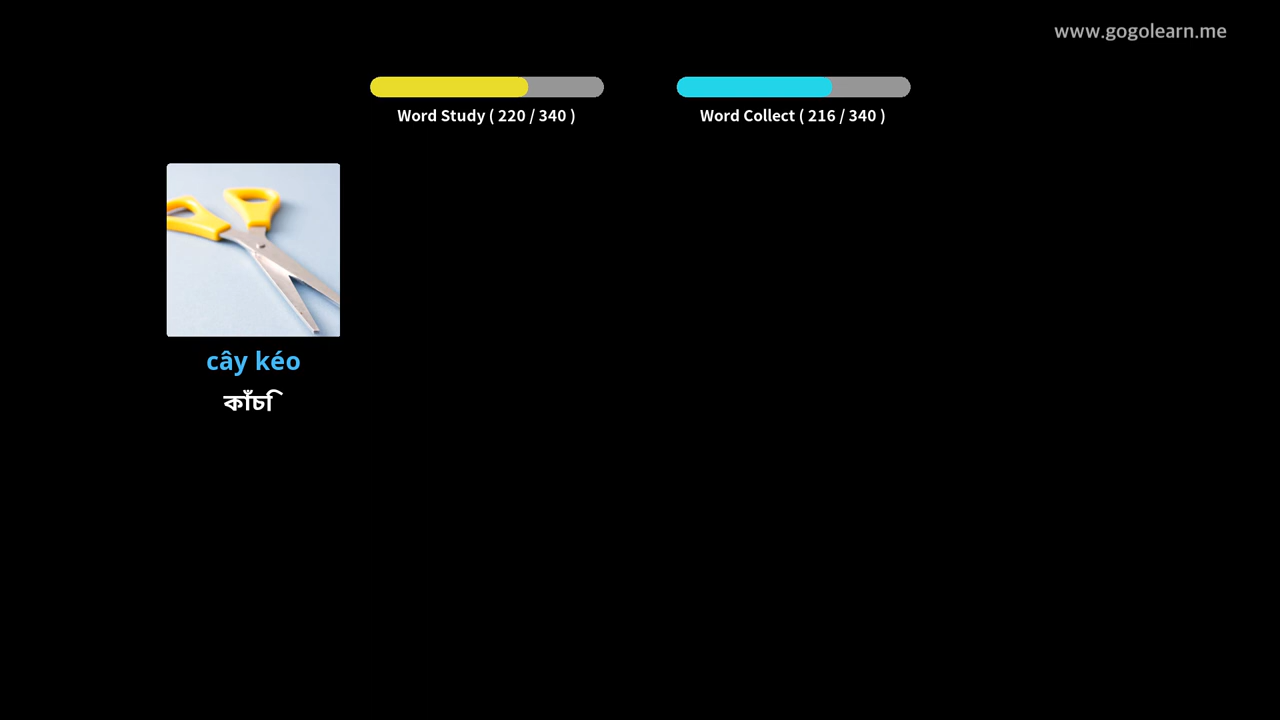 www.gogolearn.me
Word Study ( 220 / 340 )
Word Collect ( 216 / 340 )
cây kéo
কাঁচি